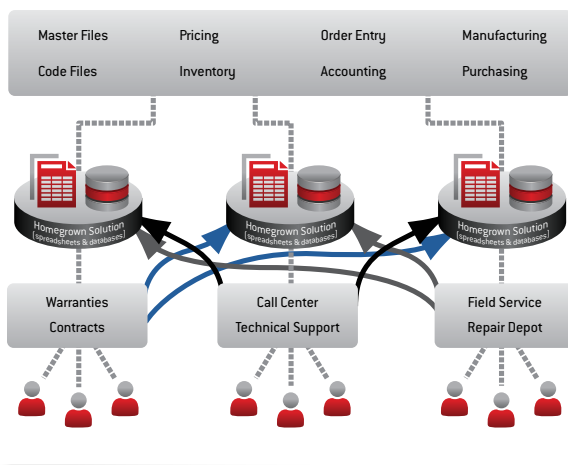 Master Files Pricing Order Entry Manufacturing
Code Files Inventory Accounting Purchasing
Homegrown Solution
[spreadsheets & databases]
Homegrown Solution
[spreadsheets & databases]
Homegrown Solution
[spreadsheets & databases]
Warranties
Contracts
Call Center
Technical Support
Field Service
Repair Depot